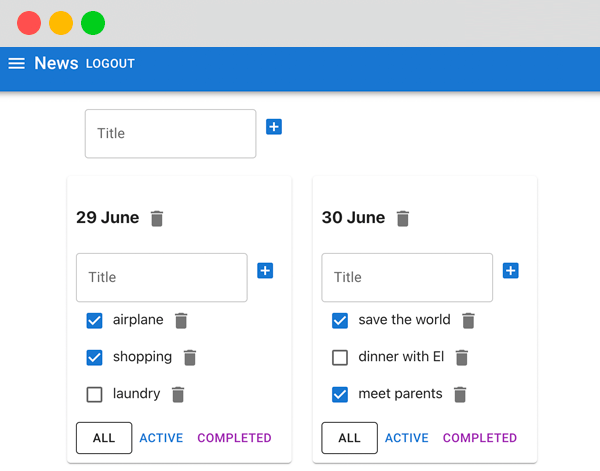 News LOGOUT
Title
29 June
Title
airplane
shopping
laundry
ALL ACTIVE COMPLETED
30 June
Title
save the world
dinner with El
meet parents
ALL ACTIVE COMPLETED